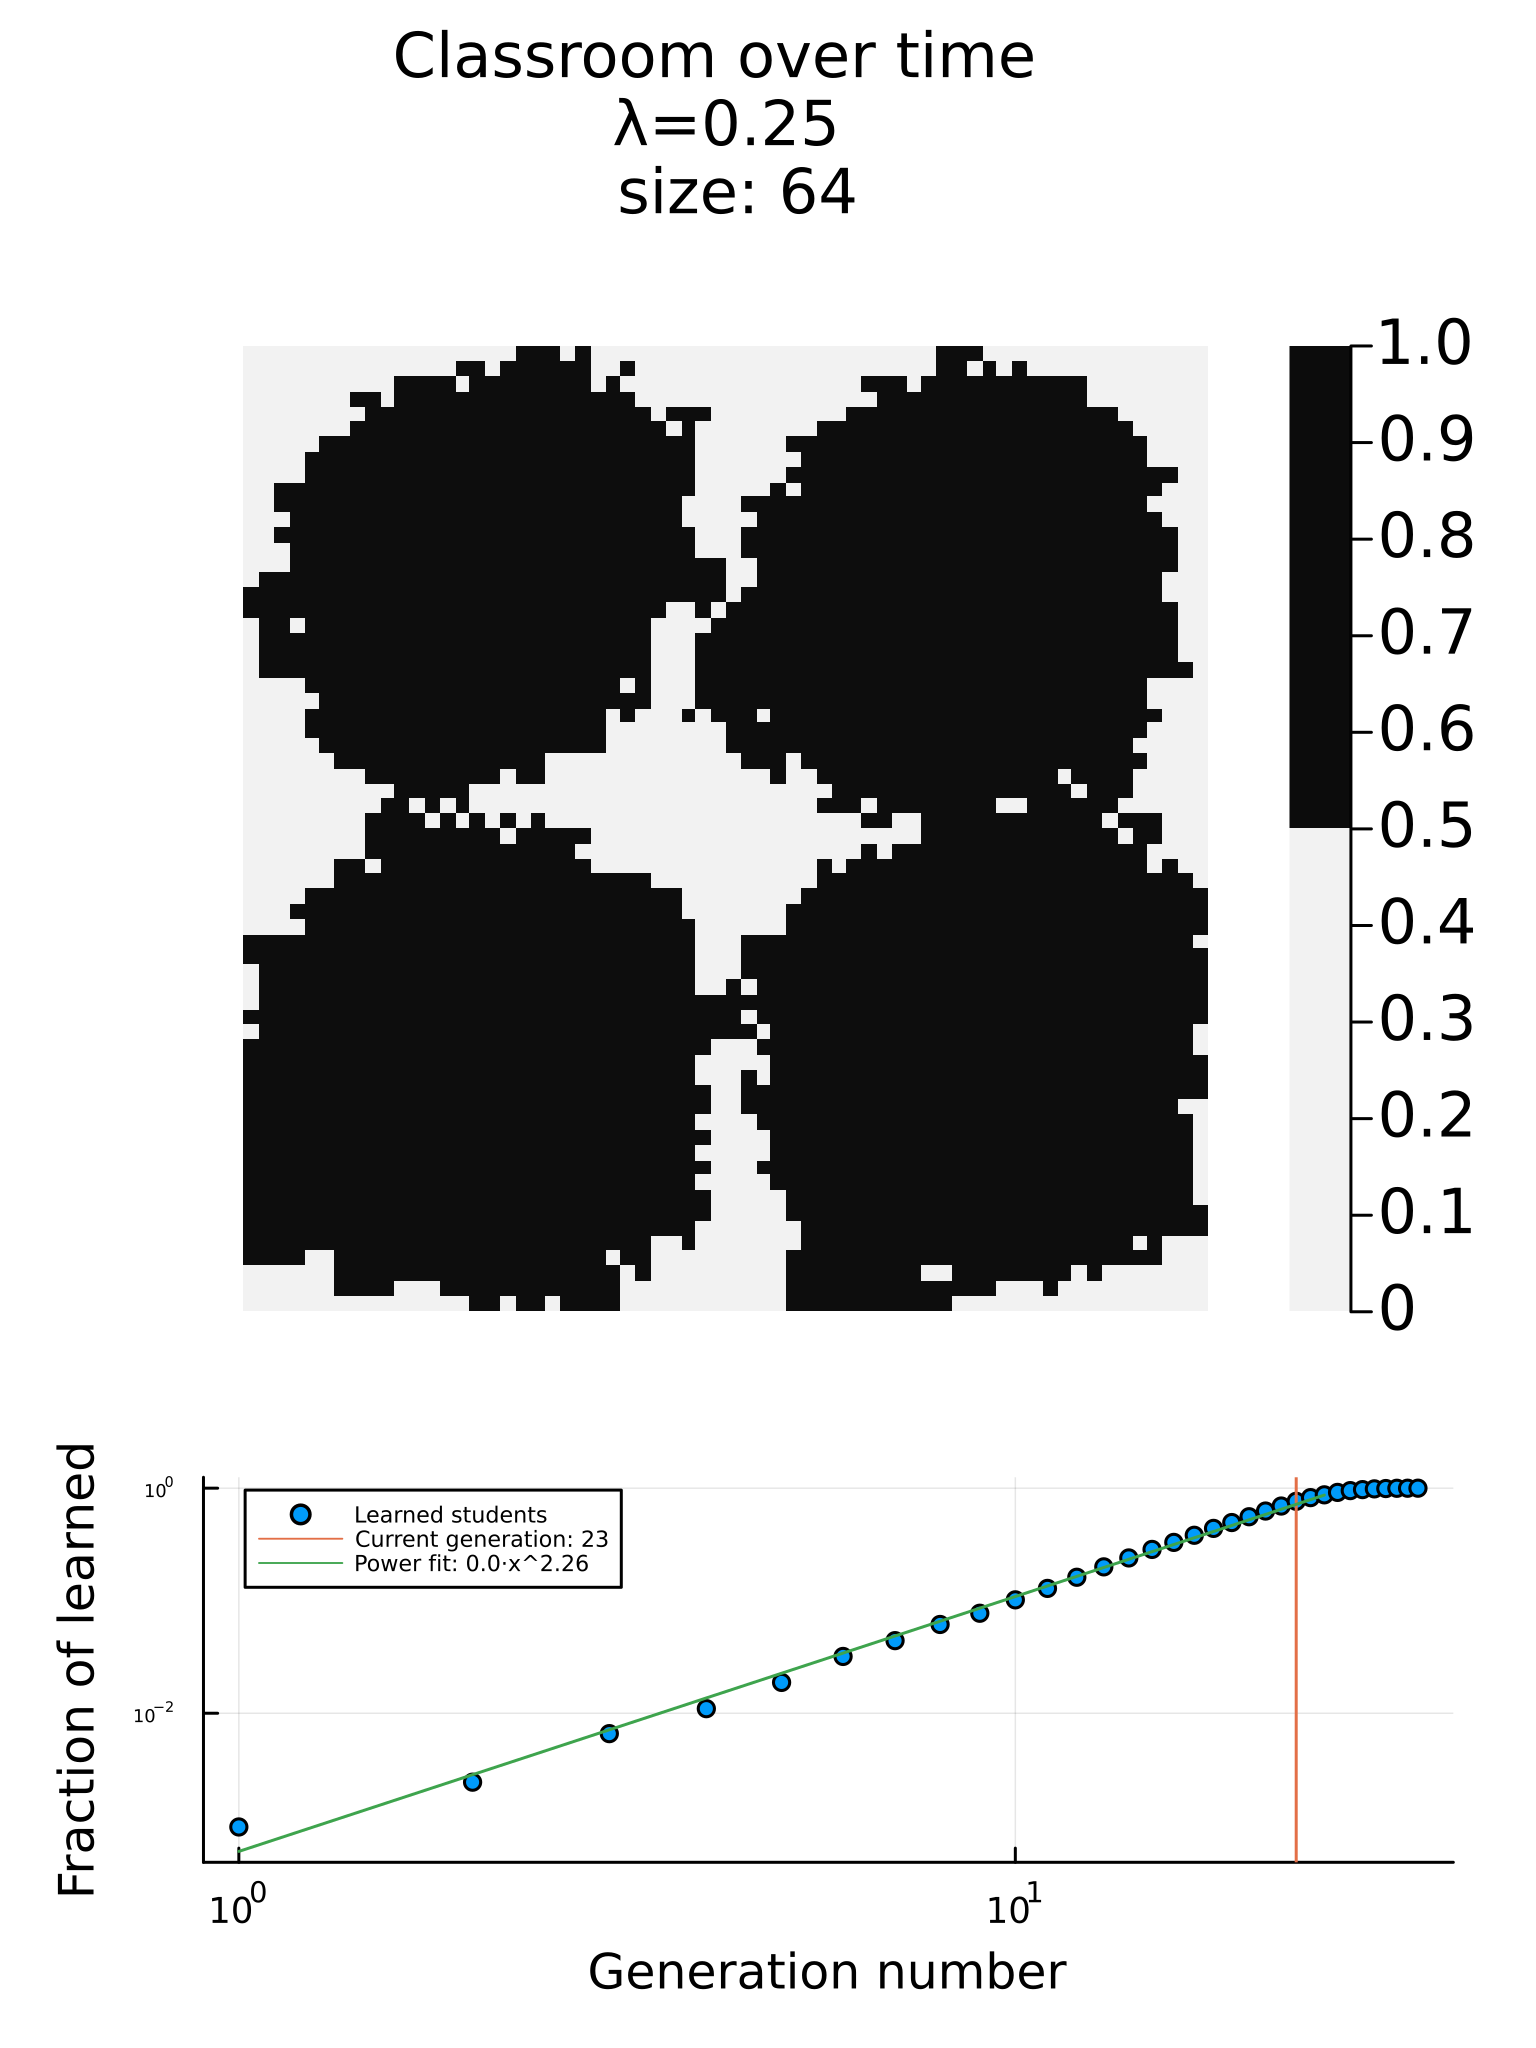 Classroom over time
λ=0.25
size: 64
1.0
0.9
0.8
0.7
0.6
0.5
0.4
0.3
0.2
0.1
0
Fraction of learned
10⁰
10⁻²
Learned students
Current generation: 23
Power fit: 0.0·x^2.26
10⁰
10¹
Generation number